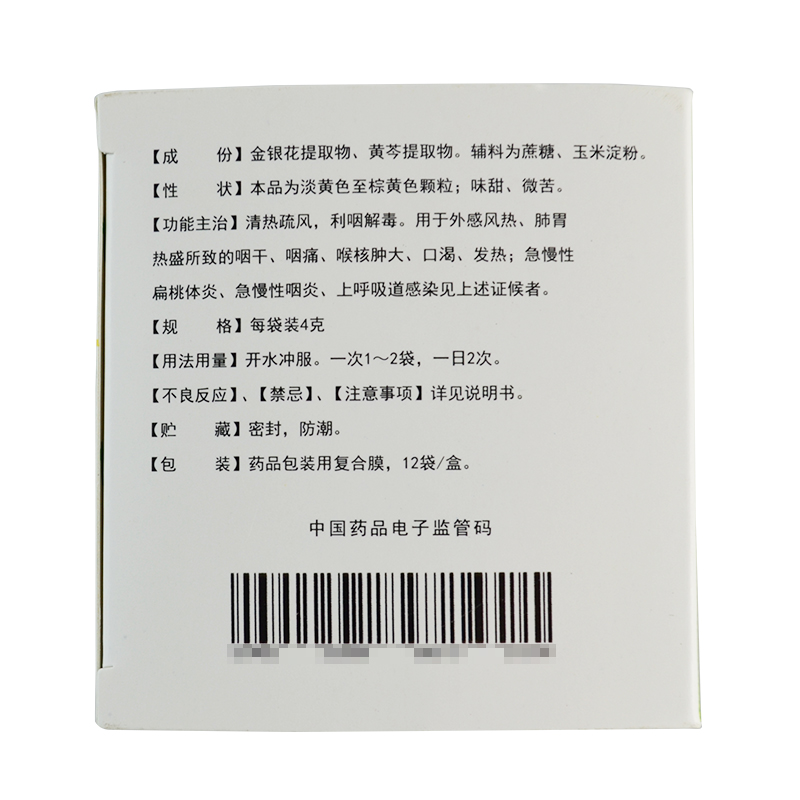 【成　份】金银花提取物、黄芩提取物。辅料为蔗糖、玉米淀粉。
【性　状】本品为淡黄色至棕黄色颗粒；味甜、微苦。
【功能主治】清热疏风，利咽解毒。用于外感风热、肺胃
热盛所致的咽干、咽痛、喉核肿大、口渴、发热；急慢性
扁桃体炎、急慢性咽炎、上呼吸道感染见上述证候者。
【规　格】每袋装4克
【用法用量】开水冲服。一次1～2袋，一日2次。
【不良反应】、【禁忌】、【注意事项】详见说明书。
【贮　藏】密封，防潮。
【包　装】药品包装用复合膜，12袋/盒。
中国药品电子监管码